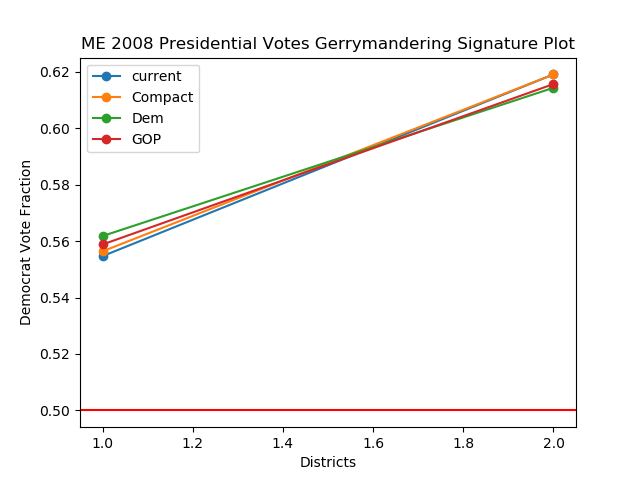 ME 2008 Presidential Votes Gerrymandering Signature Plot
current
Compact
Dem
GOP
Democrat Vote Fraction
0.62
0.60
0.58
0.56
0.54
0.52
0.50
1.0 1.2 1.4 1.6 1.8 2.0
Districts